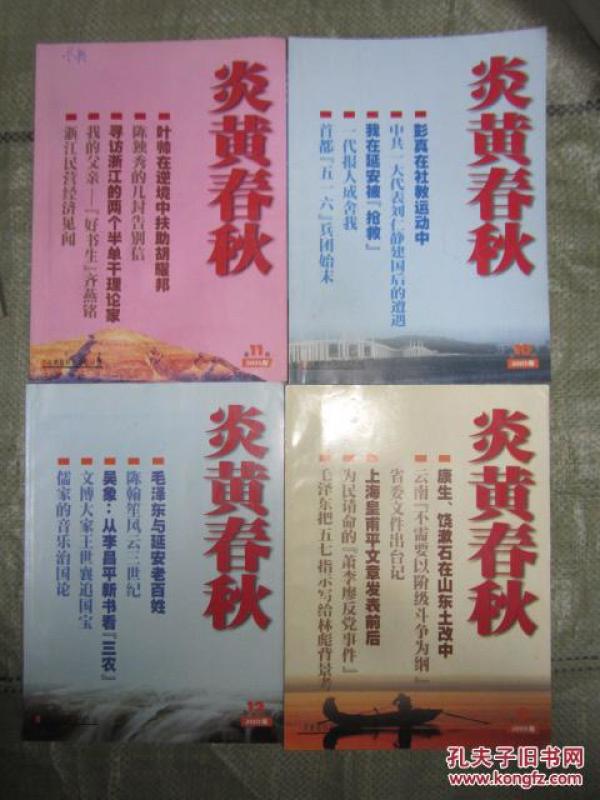 炎黄春秋
叶帅在逆境中扶助胡耀邦
陈独秀的几封告别信
寻访浙江的两个半单干理论家
我的父亲——『好书生』齐燕铭
浙江民营经济见闻
第11期
炎黄春秋
彭真在社教运动中
中共一大代表刘仁静建国后的遭遇
我在延安被『抢救』
一代报人成舍我
首都『五一六』兵团始末
10
炎黄春秋
毛泽东与延安老百姓
陈翰笙风云三世纪
吴象：从李昌平新书看『三农』
文博大家王世襄追国宝
儒家的音乐治国论
12
炎黄春秋
康生、饶漱石在山东土改中
云南『不需要以阶级斗争为纲』
省委文件出台记
上海皇甫平文章发表前后
为民请命的『萧李廖反党事件』
毛泽东把五七指示写给林彪背景考
孔夫子旧书网
www.kongfz.com